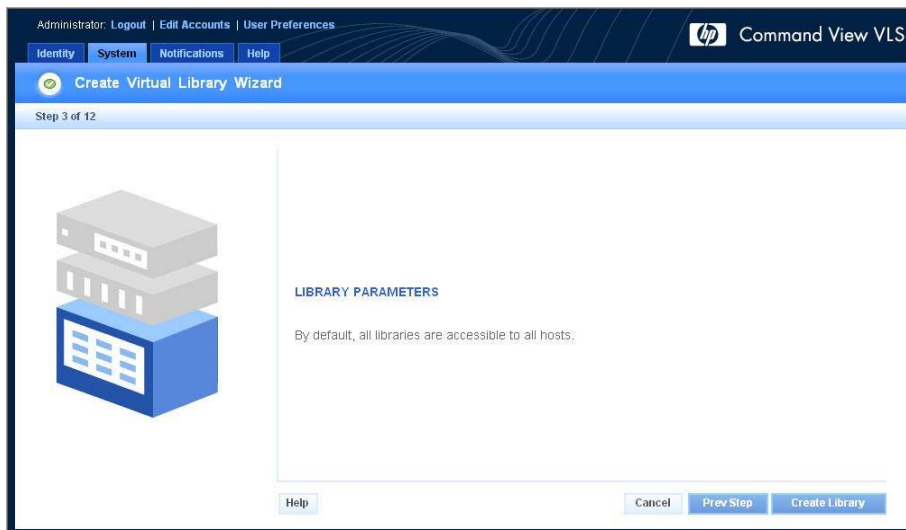 Administrator: Logout | Edit Accounts | User Preferences
hp Command View VLS
Identity System Notifications Help
Create Virtual Library Wizard
Step 3 of 12
LIBRARY PARAMETERS
By default, all libraries are accessible to all hosts.
Help Cancel Prev Step Create Library